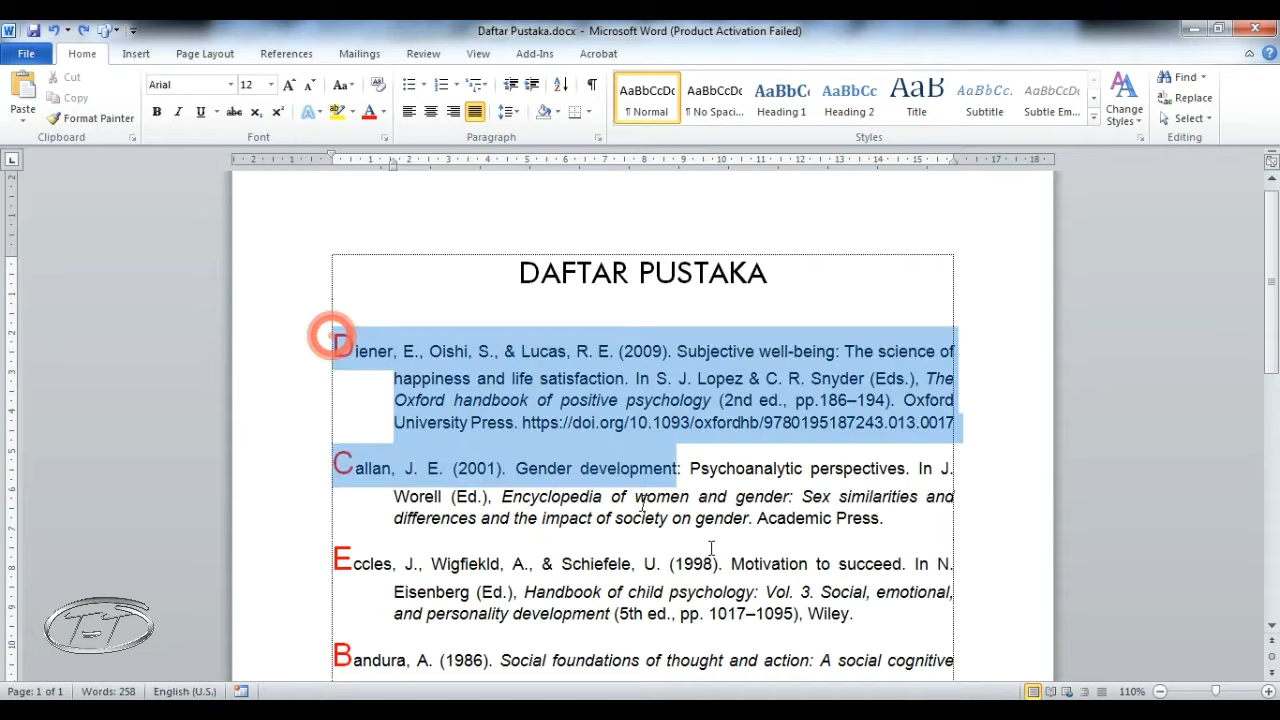 Daftar Pustaka.docx - Microsoft Word (Product Activation Failed)
File Home Insert Page Layout References Mailings Review View Add-Ins Acrobat
Paste
Cut
Copy
Format Painter
Clipboard
Arial 12
Font
Paragraph
AaBbCcDc ¶ Normal
AaBbCcDc ¶ No Spaci...
AaBbC Heading 1
AaBbCc Heading 2
AaB Title
AaBbCc. Subtitle
AaBbCcDc Subtle Em...
Change Styles
Styles
Find
Replace
Select
Editing
DAFTAR PUSTAKA
Diener, E., Oishi, S., & Lucas, R. E. (2009). Subjective well-being: The science of
happiness and life satisfaction. In S. J. Lopez & C. R. Snyder (Eds.), The
Oxford handbook of positive psychology (2nd ed., pp.186–194). Oxford
University Press. https://doi.org/10.1093/oxfordhb/9780195187243.013.0017
Callan, J. E. (2001). Gender development: Psychoanalytic perspectives. In J.
Worell (Ed.), Encyclopedia of women and gender: Sex similarities and
differences and the impact of society on gender. Academic Press.
Eccles, J., Wigfiekld, A., & Schiefele, U. (1998). Motivation to succeed. In N.
Eisenberg (Ed.), Handbook of child psychology: Vol. 3. Social, emotional,
and personality development (5th ed., pp. 1017–1095), Wiley.
Bandura, A. (1986). Social foundations of thought and action: A social cognitive
Page: 1 of 1 Words: 258 English (U.S.) 110%